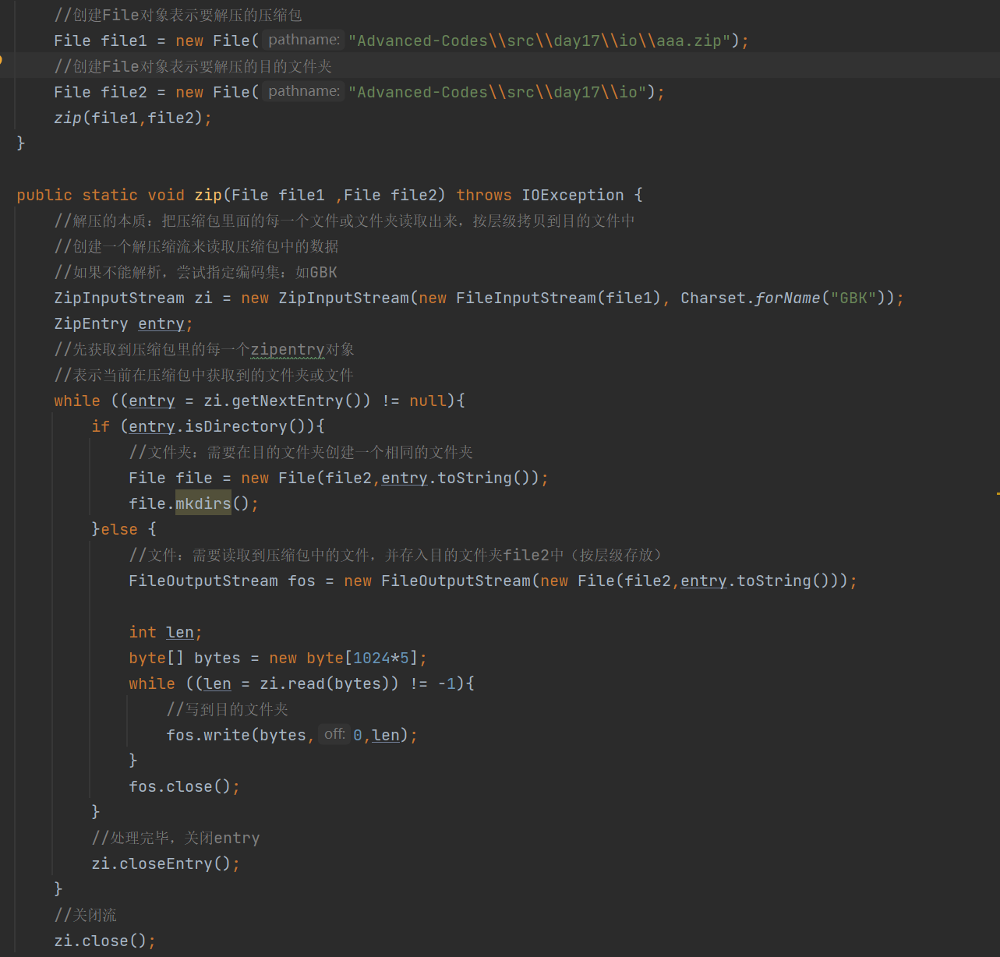 //创建File对象表示要解压的压缩包
File file1 = new File( pathname: "Advanced-Codes\\src\\day17\\io\\aaa.zip");
//创建File对象表示要解压的目的文件夹
File file2 = new File( pathname: "Advanced-Codes\\src\\day17\\io");
zip(file1,file2);
}
public static void zip(File file1 ,File file2) throws IOException {
//解压的本质：把压缩包里面的每一个文件或文件夹读取出来，按层级拷贝到目的文件中
//创建一个解压缩流来读取压缩包中的数据
//如果不能解析，尝试指定编码集：如GBK
ZipInputStream zi = new ZipInputStream(new FileInputStream(file1), Charset.forName("GBK"));
ZipEntry entry;
//先获取到压缩包里的每一个zipentry对象
//表示当前在压缩包中获取到的文件夹或文件
while ((entry = zi.getNextEntry()) != null){
if (entry.isDirectory()){
//文件夹：需要在目的文件夹创建一个相同的文件夹
File file = new File(file2,entry.toString());
file.mkdirs();
}else {
//文件：需要读取到压缩包中的文件，并存入目的文件夹file2中（按层级存放）
FileOutputStream fos = new FileOutputStream(new File(file2,entry.toString()));
int len;
byte[] bytes = new byte[1024*5];
while ((len = zi.read(bytes)) != -1){
//写到目的文件夹
fos.write(bytes, off: 0,len);
}
fos.close();
}
//处理完毕，关闭entry
zi.closeEntry();
}
//关闭流
zi.close();